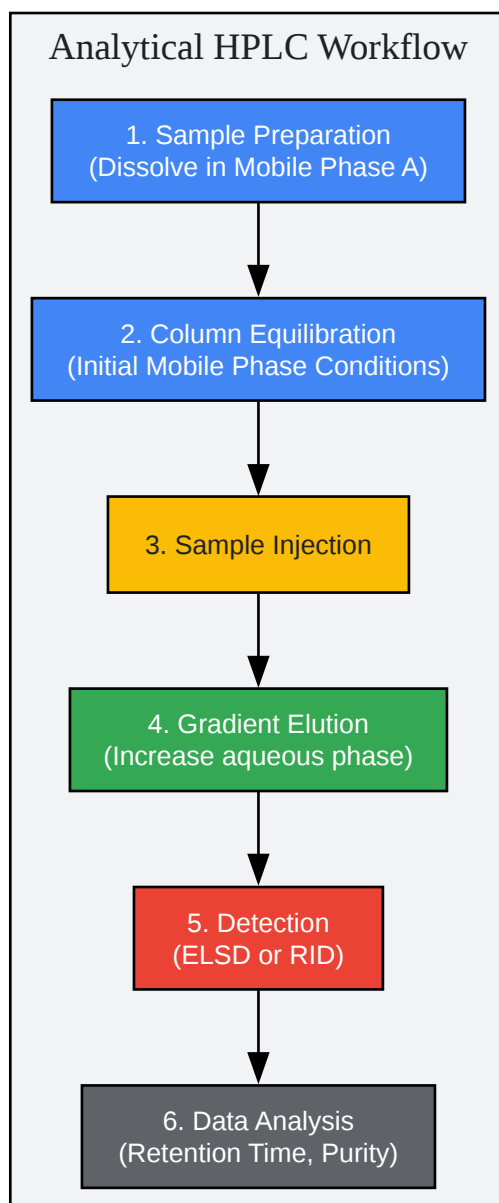 Analytical HPLC Workflow
1. Sample Preparation
(Dissolve in Mobile Phase A)
2. Column Equilibration
(Initial Mobile Phase Conditions)
3. Sample Injection
4. Gradient Elution
(Increase aqueous phase)
5. Detection
(ELSD or RID)
6. Data Analysis
(Retention Time, Purity)